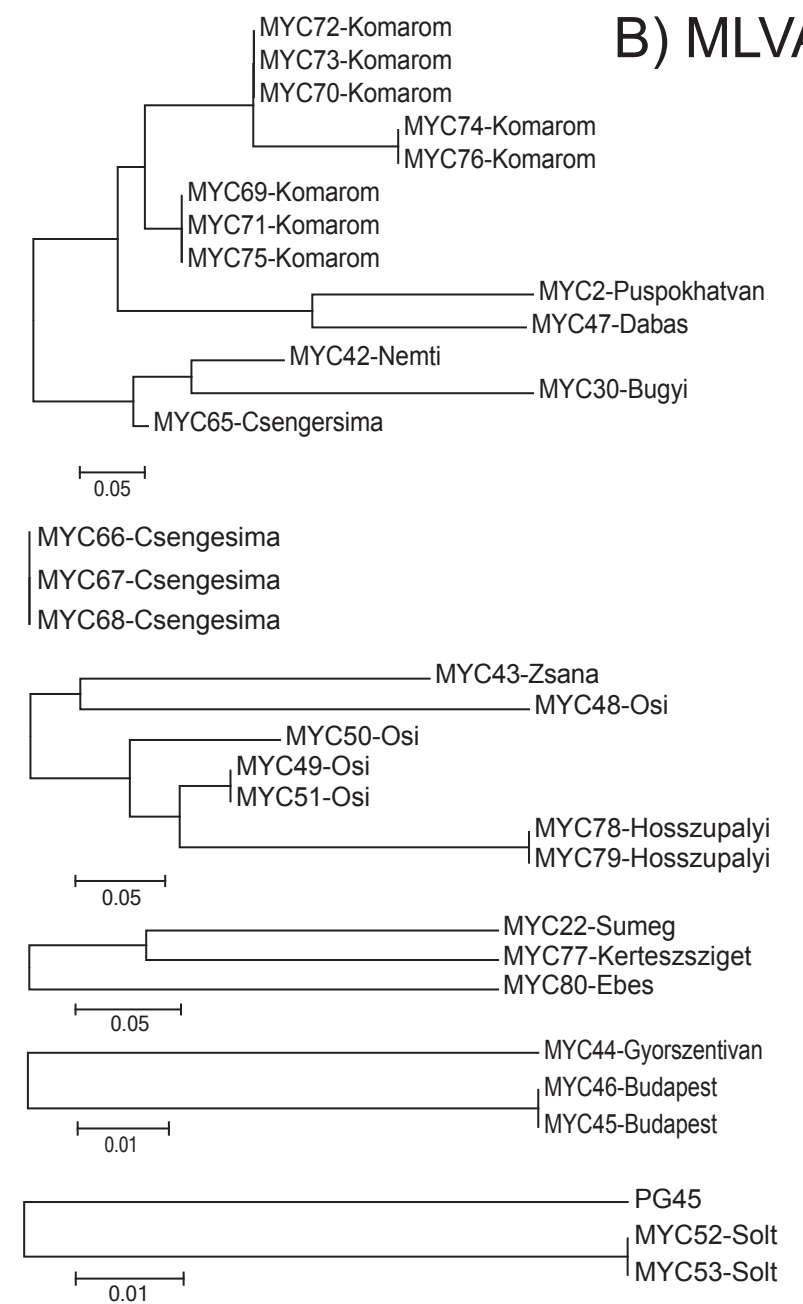 B) MLVA
MYC72-Komarom
MYC73-Komarom
MYC70-Komarom
MYC74-Komarom
MYC76-Komarom
MYC69-Komarom
MYC71-Komarom
MYC75-Komarom
MYC2-Puspokhatvan
MYC47-Dabas
MYC42-Nemti
MYC30-Bugyi
MYC65-Csengersima
0.05
MYC66-Csengesima
MYC67-Csengesima
MYC68-Csengesima
MYC43-Zsana
MYC48-Osi
MYC50-Osi
MYC49-Osi
MYC51-Osi
MYC78-Hosszupalyi
MYC79-Hosszupalyi
0.05
MYC22-Sumeg
MYC77-Kerteszsziget
MYC80-Ebes
0.05
MYC44-Gyorszentivan
MYC46-Budapest
MYC45-Budapest
0.01
PG45
MYC52-Solt
MYC53-Solt
0.01